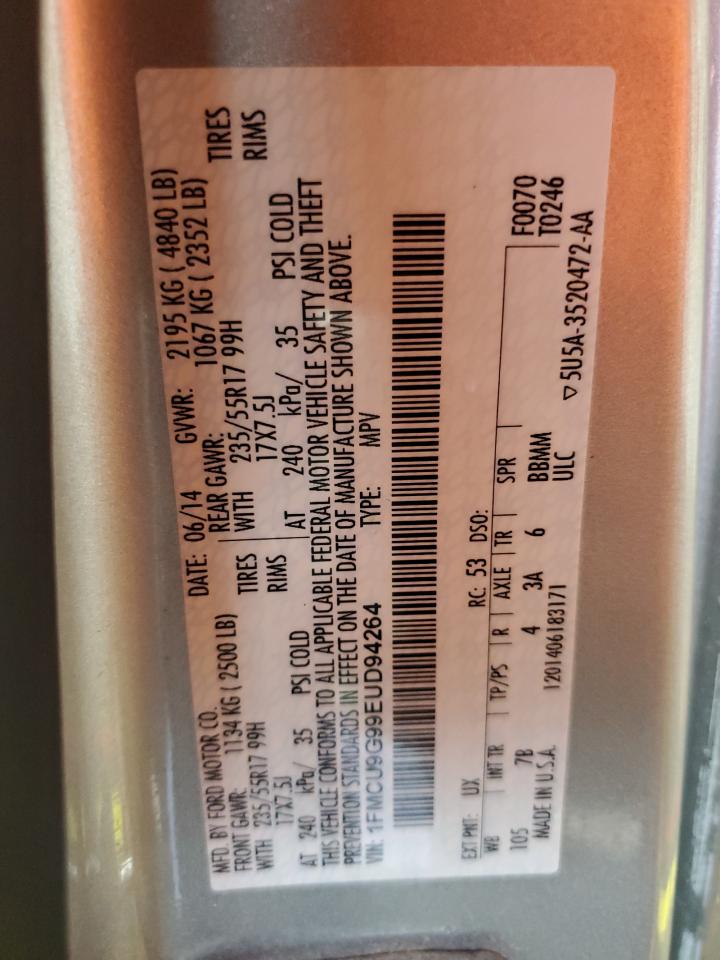 MFD. BY FORD MOTOR CO. DATE: 06/14 GVWR: 2195 KG ( 4840 LB)
FRONT GAWR: 1134 KG ( 2500 LB) REAR GAWR: 1067 KG ( 2352 LB)
WITH 235/55R17 99H TIRES WITH 235/55R17 99H TIRES
17X7.5J RIMS 17X7.5J RIMS
AT 240 kPa/ 35 PSI COLD AT 240 kPa/ 35 PSI COLD
THIS VEHICLE CONFORMS TO ALL APPLICABLE FEDERAL MOTOR VEHICLE SAFETY AND THEFT
PREVENTION STANDARDS IN EFFECT ON THE DATE OF MANUFACTURE SHOWN ABOVE.
VIN: 1FMCU9G99EUD94264 TYPE: MPV
EXT PNT: UX RC: 53 DSO:
WB INT TR TP/PS R AXLE TR SPR F0070
105 7B 4 3A 6 BBMM T0246
MADE IN U.S.A. 1201406183171 ULC ▽5U5A-3520472-AA